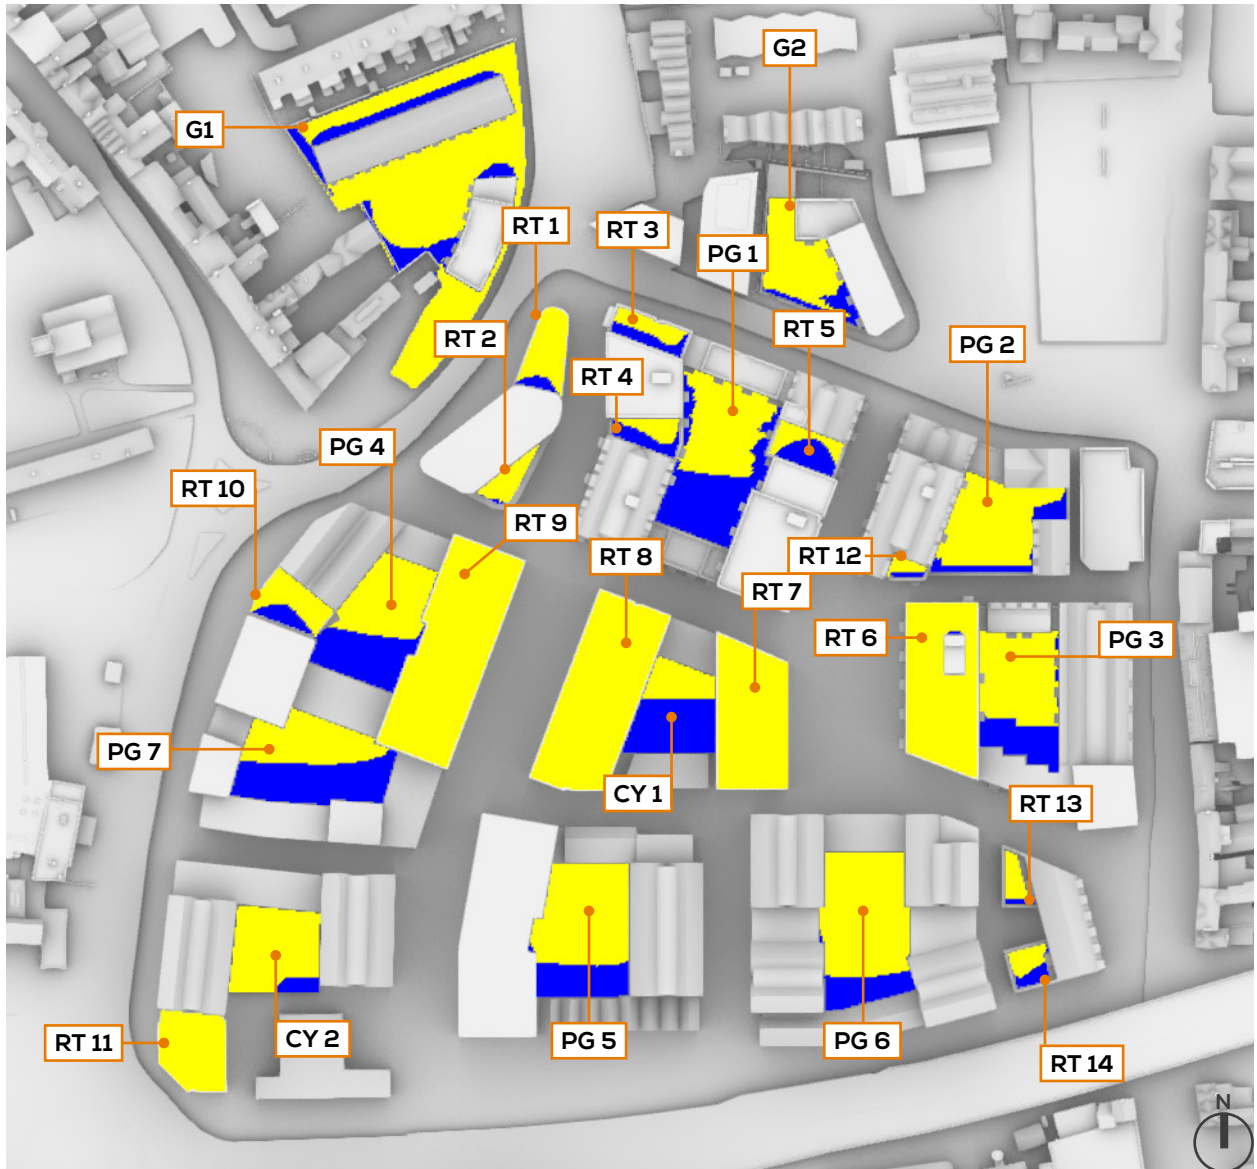 G2
G1
RT 1
RT 3
PG 1
RT 2
RT 5
PG 2
RT 4
PG 4
RT 10
RT 9
RT 8
RT 12
RT 7
RT 6
PG 3
PG 7
CY 1
RT 13
RT 11
CY 2
PG 5
PG 6
RT 14
N